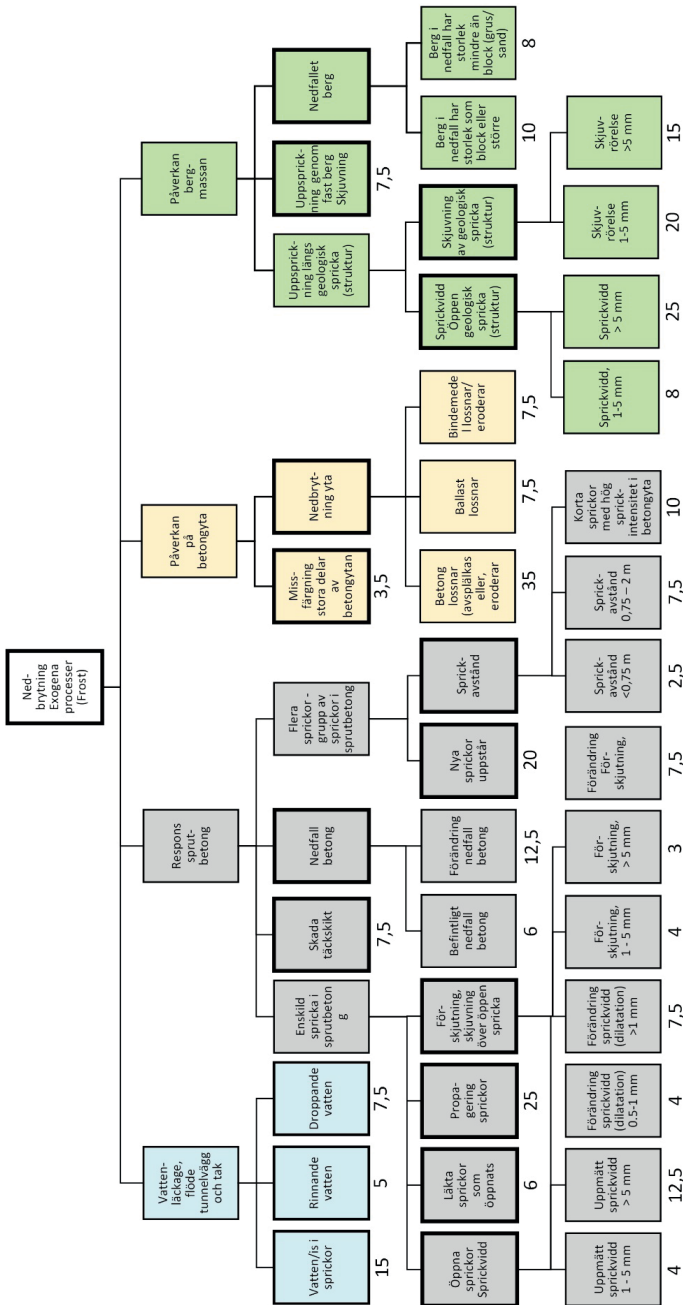 Ned-
brytning
Exogena
processer
(Frost)
Vatten-
läckage,
flöde
tunnelvägg
och tak
Respons
sprut-
betong
Påverkan
på
betongyta
Påverkan
berg-
massan
Vatten/is i
sprickor
15
Rinnande
vatten
5
Droppande
vatten
7,5
Enskild
spricka i
sprutbeton
g
Skada
täckskikt
7,5
Nedfall
betong
Flera
sprickor -
grupp av
sprickor i
sprutbetong
Miss-
färgning
stora delar
av
betongytan
3,5
Nedbryt-
ning yta
Uppsprick-
ning längs
geologisk
spricka
(struktur)
Uppsprick-
ning genom
fast berg
Skjuvning
7,5
Nedfallet
berg
Öppna
sprickor
Sprickvidd
Läkta
sprickor
som
öppnats
6
Propa-
gering
sprickor
25
För-
skjutning,
skjuvning
över öppen
spricka
Befintligt
nedfall
betong
6
Förändring
nedfall
betong
12,5
Nya
sprickor
uppstår
20
Sprick-
avstånd
Betong
lossnar
(avspjälkas
eller,
eroderar
35
Ballast
lossnar
7,5
Bindemede
l lossnar/
eroderar
7,5
Sprickvidd
Öppen
geologisk
spricka
(struktur)
Skjuvning
av geologisk
spricka
(struktur)
Berg i
nedfall har
storlek som
block eller
större
10
Berg i
nedfall har
storlek
mindre än
block (grus/
sand)
8
Uppmätt
sprickvidd
1 - 5 mm
4
Uppmätt
sprickvidd
> 5 mm
12,5
Förändring
sprickvidd
(dilatation)
0.5-1 mm
4
Förändring
sprickvidd
(dilatation)
>1 mm
7,5
För-
skjutning,
1 - 5 mm
4
För-
skjutning,
> 5 mm
3
Förändring
För-
skjutning,
7,5
Sprick-
avstånd
<0,75 m
2,5
Sprick-
avstånd
0,75 – 2 m
7,5
Korta
sprickor
med hög
sprick-
intensitet i
betongyta
10
Sprickvidd,
1-5 mm
8
Sprickvidd
> 5 mm
25
Skjuv-
rörelse
1-5 mm
20
Skjuv-
rörelse
>5 mm
15